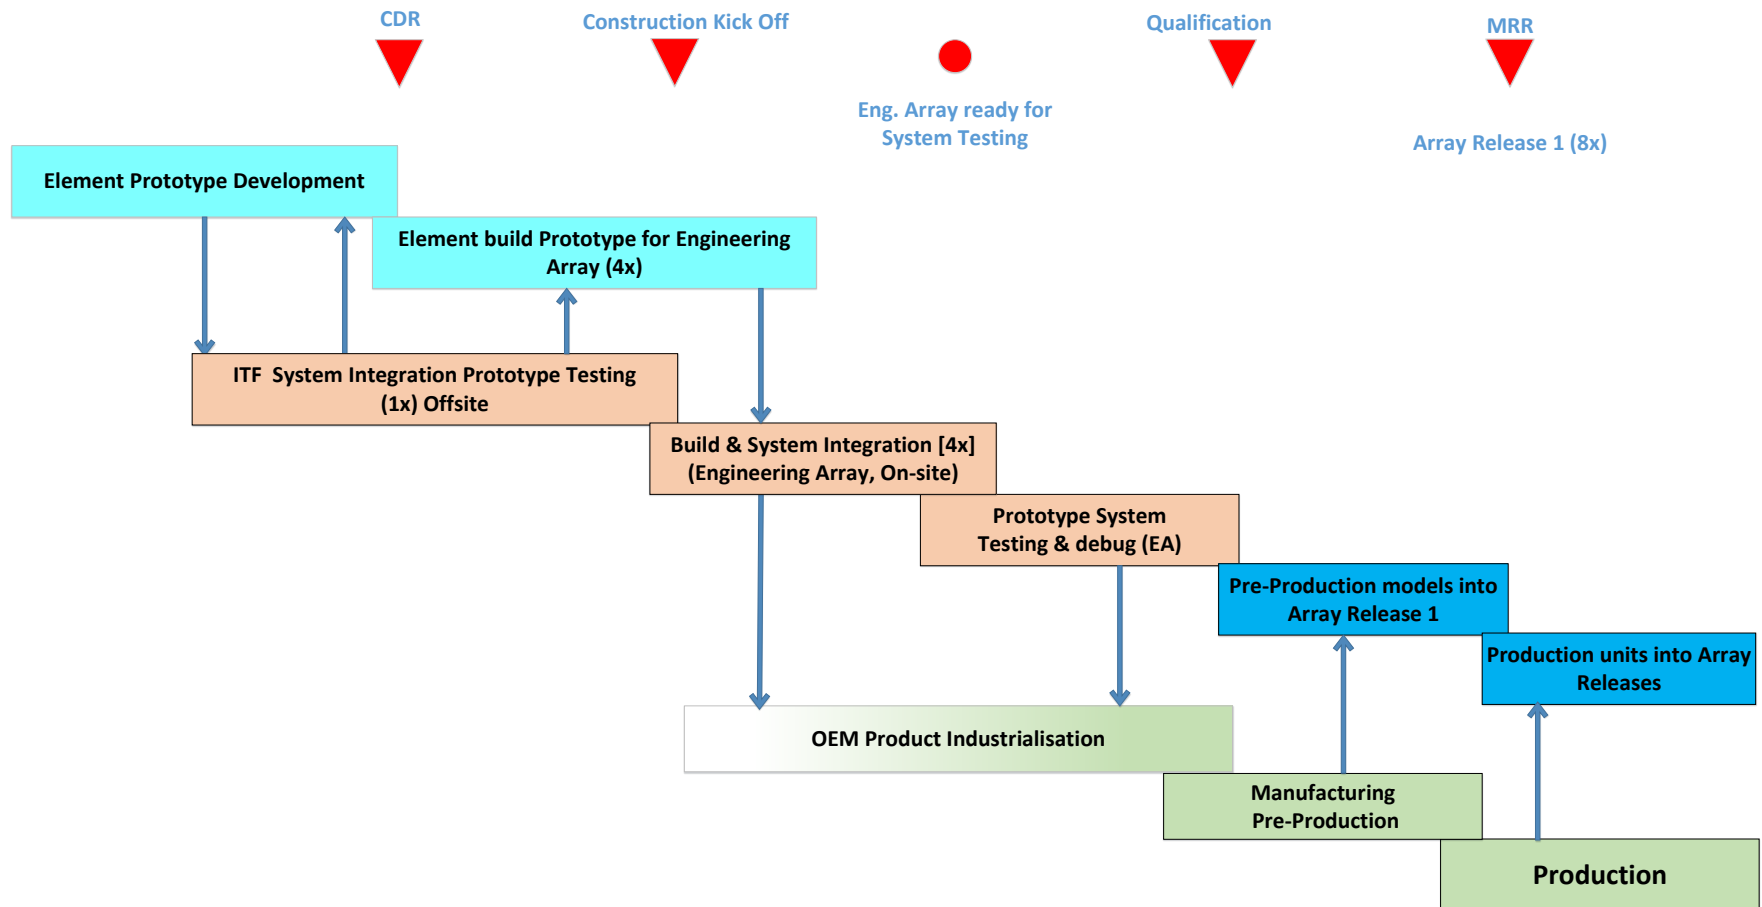 CDR
Construction Kick Off
Qualification
MRR
Eng. Array ready for
System Testing
Array Release 1 (8x)
Element Prototype Development
Element build Prototype for Engineering
Array (4x)
ITF  System Integration Prototype Testing
(1x) Offsite
Build & System Integration [4x]
(Engineering Array, On-site)
Prototype System
Testing & debug (EA)
Pre-Production models into
Array Release 1
Production units into Array
Releases
OEM Product Industrialisation
Manufacturing
Pre-Production
Production